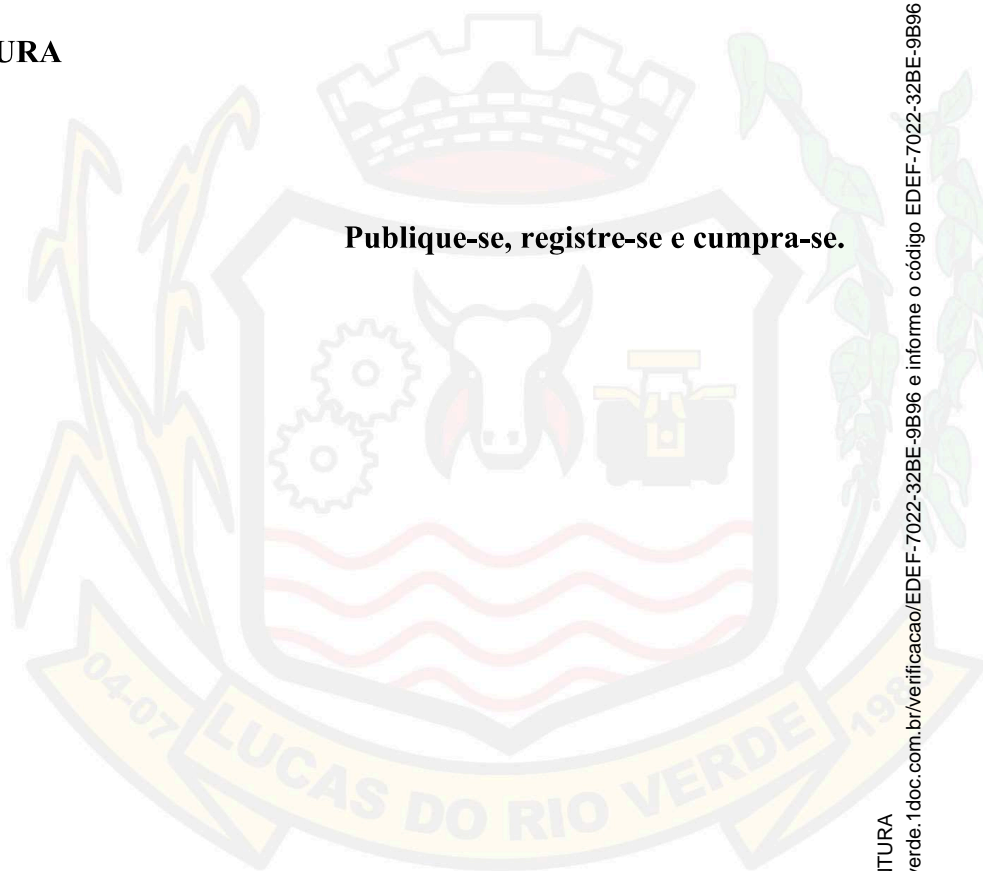 URA
Publique-se, registre-se e cumpra-se.
04-07
LUCAS DO RIO VERDE
1988
ITURA
verde.1doc.com.br/verificacao/EDEF-7022-32BE-9B96 e informe o código EDEF-7022-32BE-9B96